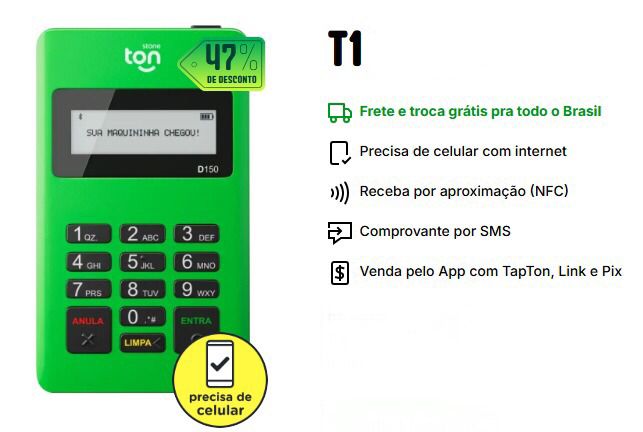 stone
ton
47%
DE DESCONTO
SUA MAQUININHA CHEGOU!
D150
1 QZ.
2 ABC
3 DEF
4 GHI
5 JKL
6 MNO
7 PRS
8 TUV
9 WXY
ANULA
0 .*#
ENTRA
LIMPA
precisa de
celular
T1
Frete e troca grátis pra todo o Brasil
Precisa de celular com internet
Receba por aproximação (NFC)
Comprovante por SMS
Venda pelo App com TapTon, Link e Pix